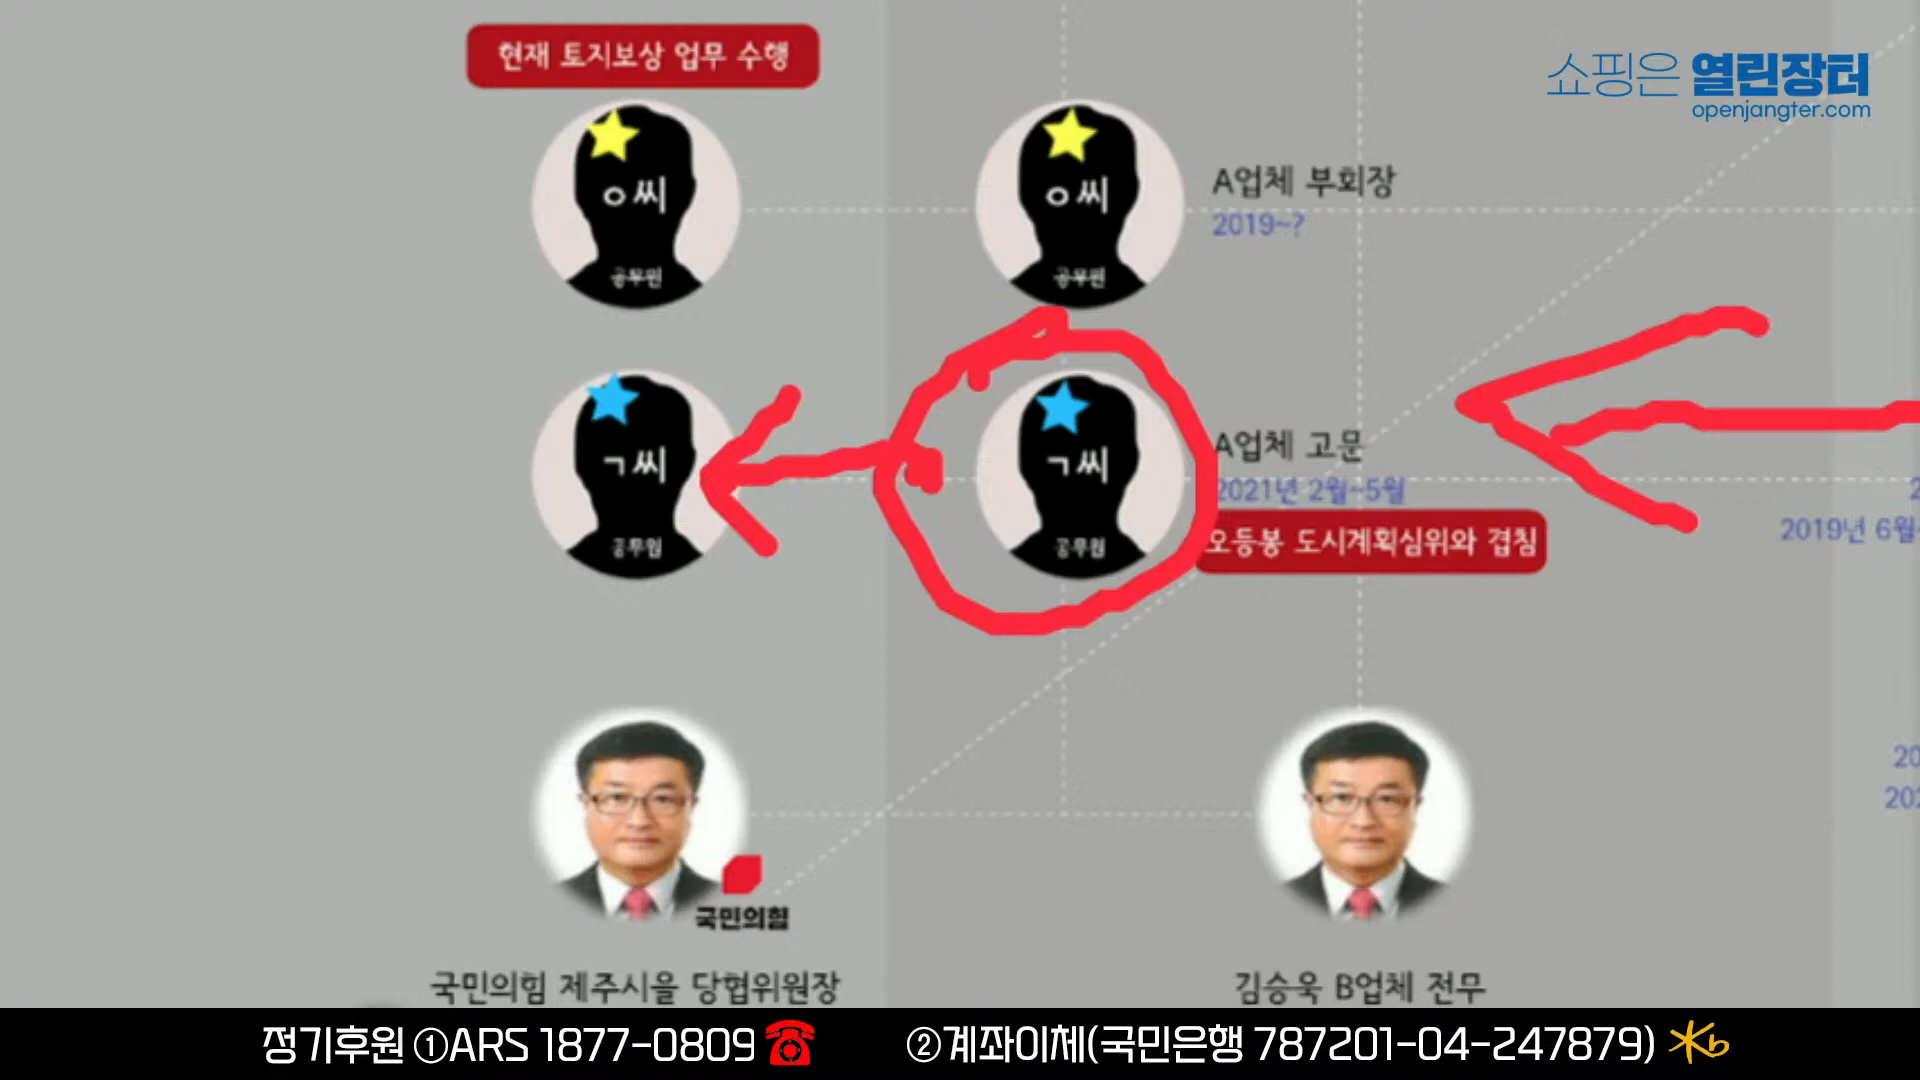 현재 토지보상 업무 수행
쇼핑은 열린장터
openjangter.com
ㅇ씨
공무원
ㅇ씨
공무원
A업체 부회장
2019~?
ㄱ씨
공무원
ㄱ씨
공무원
A업체 고문
2021년 2월~5월
오등봉 도시계획심위와 겹침
2019년 6월
국민의힘
국민의힘 제주시을 당협위원장
김승욱 B업체 전무
정기후원 ①ARS 1877-0809
②계좌이체(국민은행 787201-04-247879)